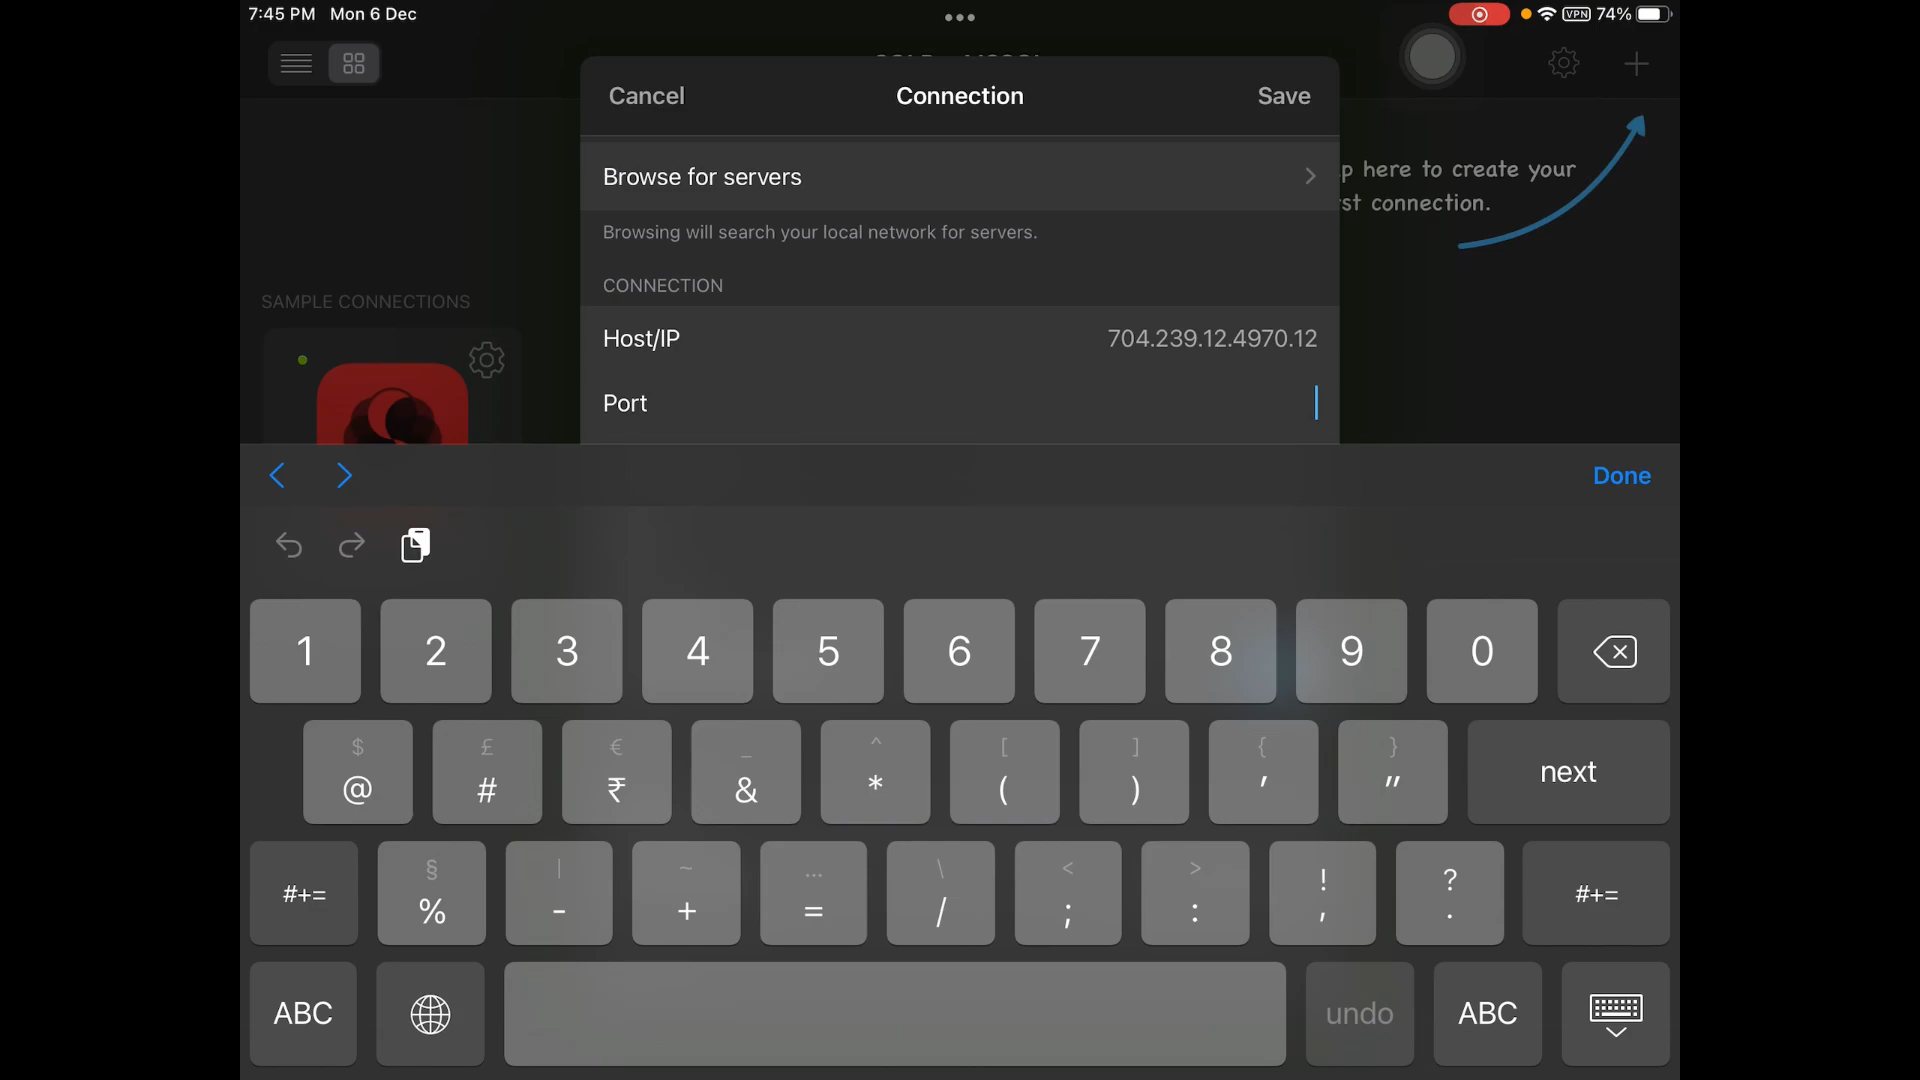 7:45 PM Mon 6 Dec
VPN 74%
Cancel Connection Save
Browse for servers
Browsing will search your local network for servers.
p here to create your
st connection.
CONNECTION
SAMPLE CONNECTIONS
Host/IP 704.239.12.4970.12
Port
Done
1 2 3 4 5 6 7 8 9 0
$ £ € _ ^ [ ] { }
@ # ₹ & * ( ) ' " next
§ | ~ ... \ < > ! ?
#+= % - + = / ; : , . #+=
ABC undo ABC